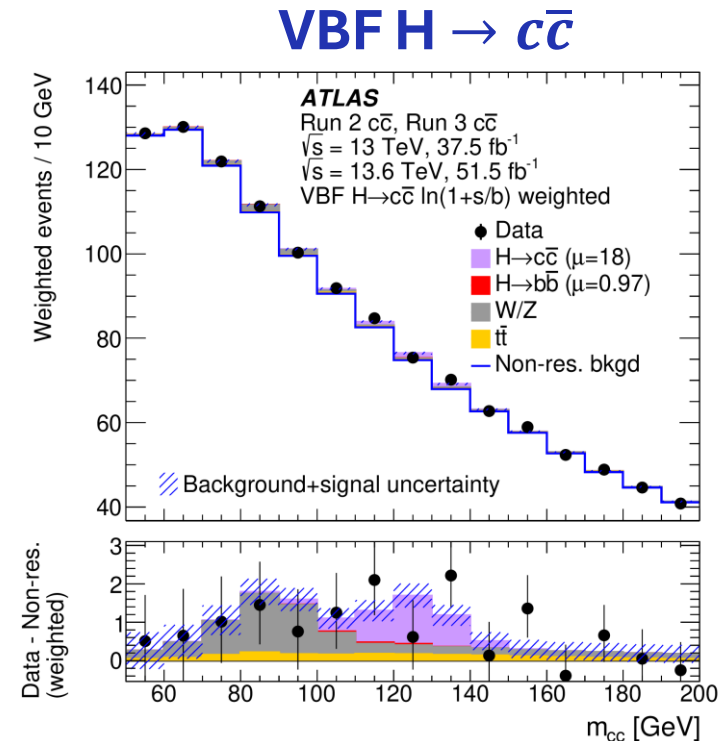 VBF H → cc̄
ATLAS
Run 2 cc̄, Run 3 cc̄
√s = 13 TeV, 37.5 fb⁻¹
√s = 13.6 TeV, 51.5 fb⁻¹
VBF H→cc̄ ln(1+s/b) weighted
Data
H→cc̄ (μ=18)
H→bb̄ (μ=0.97)
W/Z
tt̄
Non-res. bkgd
Background+signal uncertainty
Weighted events / 10 GeV
140
120
100
80
60
40
Data - Non-res.
(weighted)
3
2
1
0
60 80 100 120 140 160 180 200
m_cc [GeV]